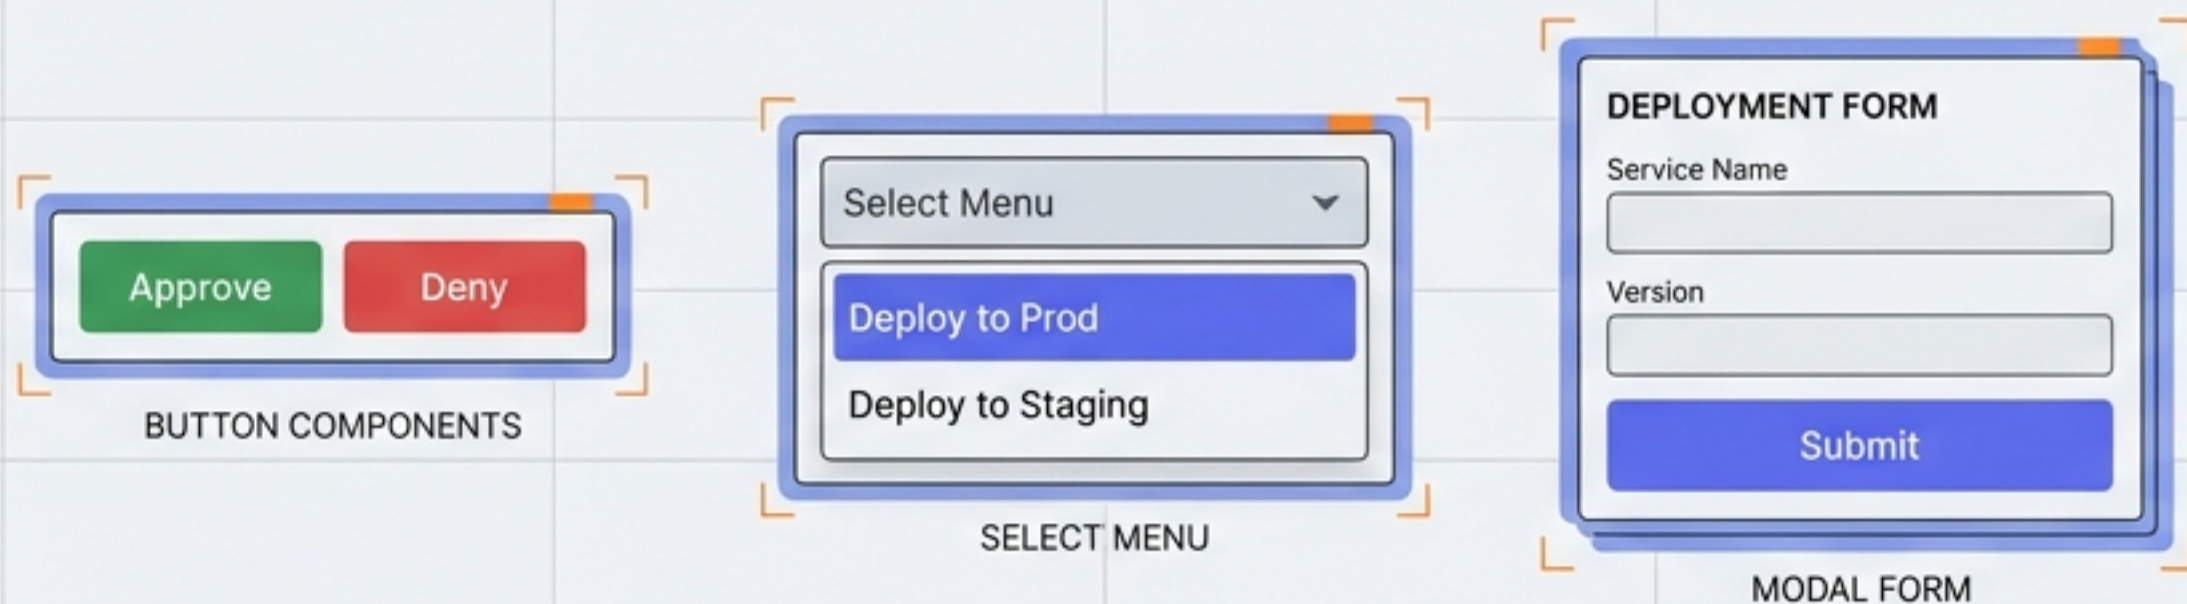 Approve
Deny
BUTTON COMPONENTS
Select Menu
Deploy to Prod
Deploy to Staging
SELECT MENU
DEPLOYMENT FORM
Service Name
Version
Submit
MODAL FORM